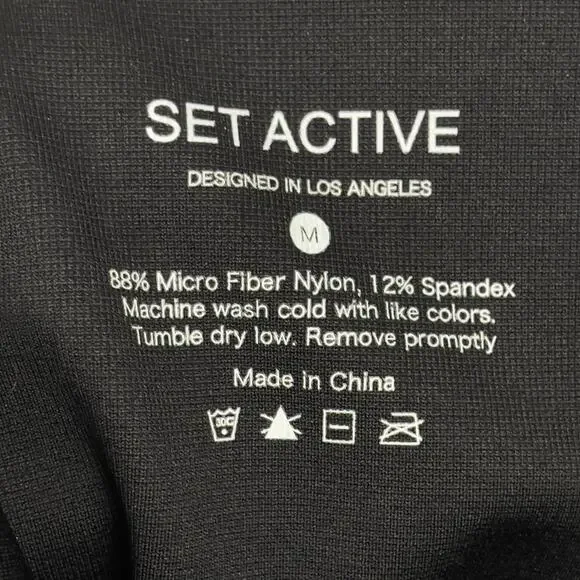 SET ACTIVE
DESIGNED IN LOS ANGELES
M
88% Micro Fiber Nylon, 12% Spandex
Machine wash cold with like colors.
Tumble dry low. Remove promptly
Made in China
30C